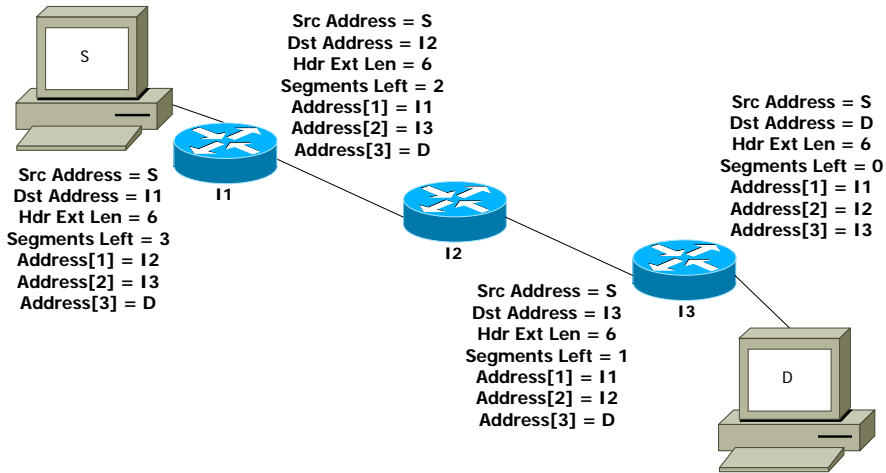 S
Src Address = S
Dst Address = I1
Hdr Ext Len = 6
Segments Left = 3
Address[1] = I2
Address[2] = I3
Address[3] = D
I1
Src Address = S
Dst Address = I2
Hdr Ext Len = 6
Segments Left = 2
Address[1] = I1
Address[2] = I3
Address[3] = D
I2
Src Address = S
Dst Address = I3
Hdr Ext Len = 6
Segments Left = 1
Address[1] = I1
Address[2] = I2
Address[3] = D
I3
Src Address = S
Dst Address = D
Hdr Ext Len = 6
Segments Left = 0
Address[1] = I1
Address[2] = I2
Address[3] = I3
D